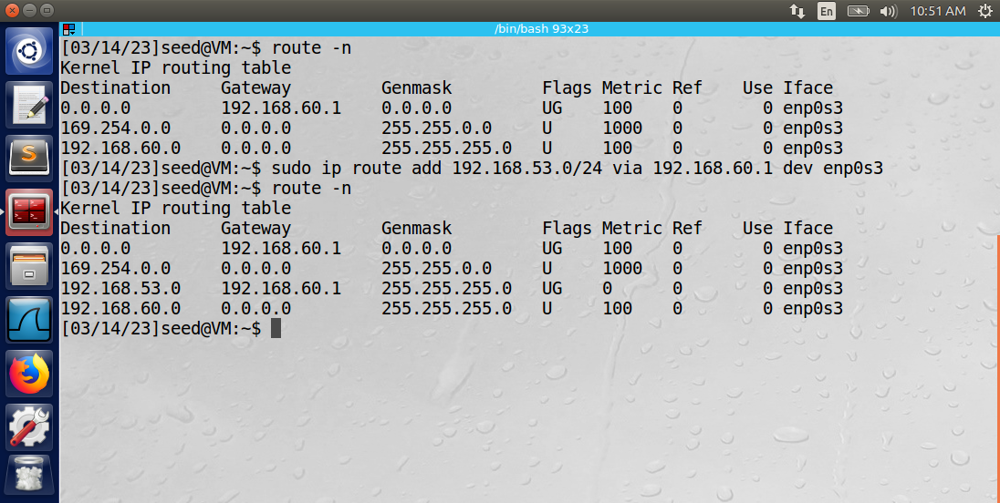 En 10:51 AM
/bin/bash 93x23
[03/14/23]seed@VM:~$ route -n
Kernel IP routing table
Destination     Gateway         Genmask         Flags Metric Ref    Use Iface
0.0.0.0         192.168.60.1    0.0.0.0         UG    100    0        0 enp0s3
169.254.0.0     0.0.0.0         255.255.0.0     U     1000   0        0 enp0s3
192.168.60.0    0.0.0.0         255.255.255.0   U     100    0        0 enp0s3
[03/14/23]seed@VM:~$ sudo ip route add 192.168.53.0/24 via 192.168.60.1 dev enp0s3
[03/14/23]seed@VM:~$ route -n
Kernel IP routing table
Destination     Gateway         Genmask         Flags Metric Ref    Use Iface
0.0.0.0         192.168.60.1    0.0.0.0         UG    100    0        0 enp0s3
169.254.0.0     0.0.0.0         255.255.0.0     U     1000   0        0 enp0s3
192.168.53.0    192.168.60.1    255.255.255.0   UG    0      0        0 enp0s3
192.168.60.0    0.0.0.0         255.255.255.0   U     100    0        0 enp0s3
[03/14/23]seed@VM:~$